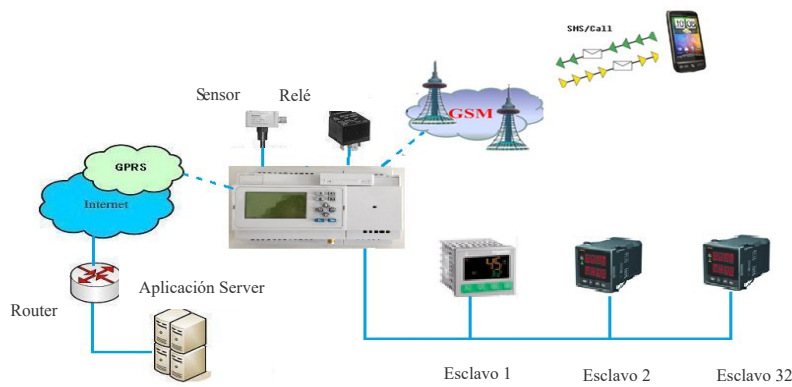 SMS/Call
Sensor
Relé
GSM
GPRS
Internet
Aplicación Server
Router
Esclavo 1
Esclavo 2
Esclavo 32